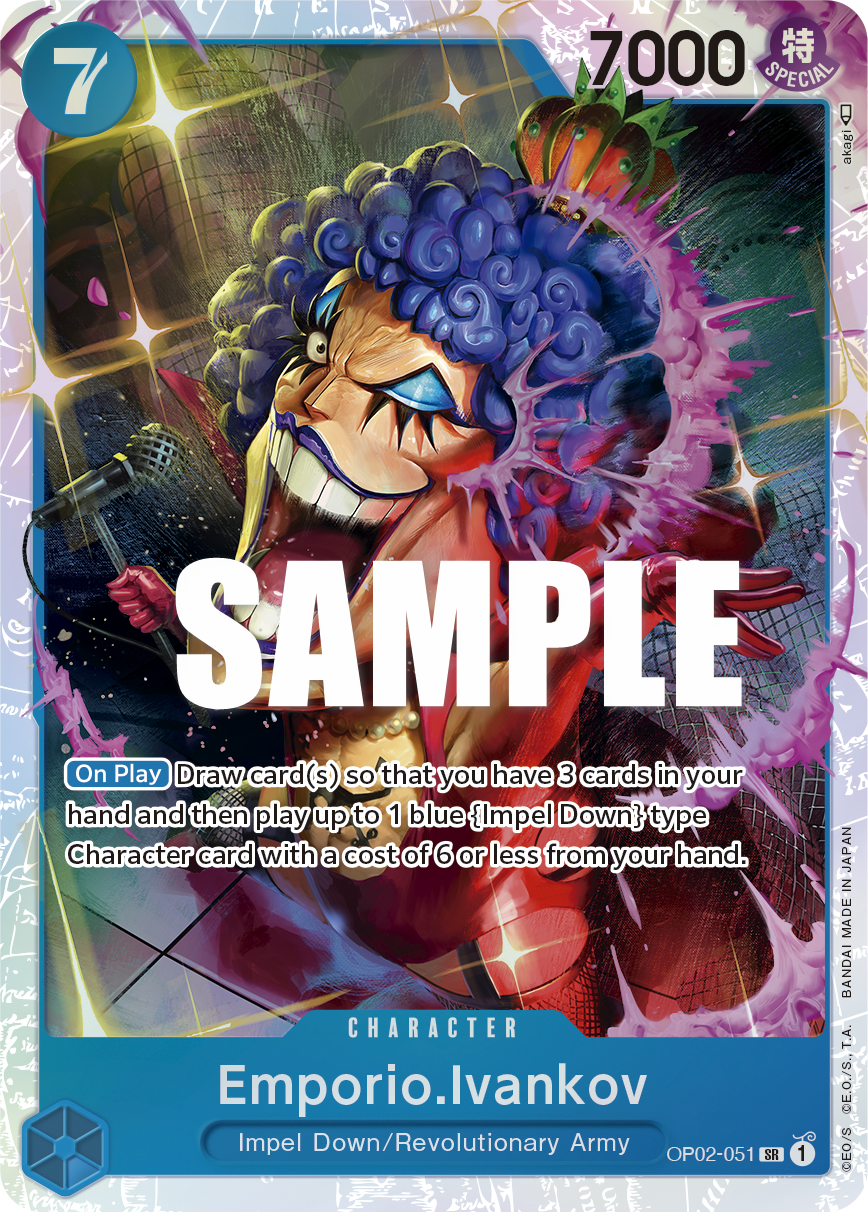 7
7000
特
SPECIAL
akagi
SAMPLE
On Play Draw card(s) so that you have 3 cards in your
hand and then play up to 1 blue {Impel Down} type
Character card with a cost of 6 or less from your hand.
CHARACTER
Emporio.Ivankov
Impel Down/Revolutionary Army
OP02-051 SR 1
©EO/S ©E.O./S., T.A. BANDAI MADE IN JAPAN